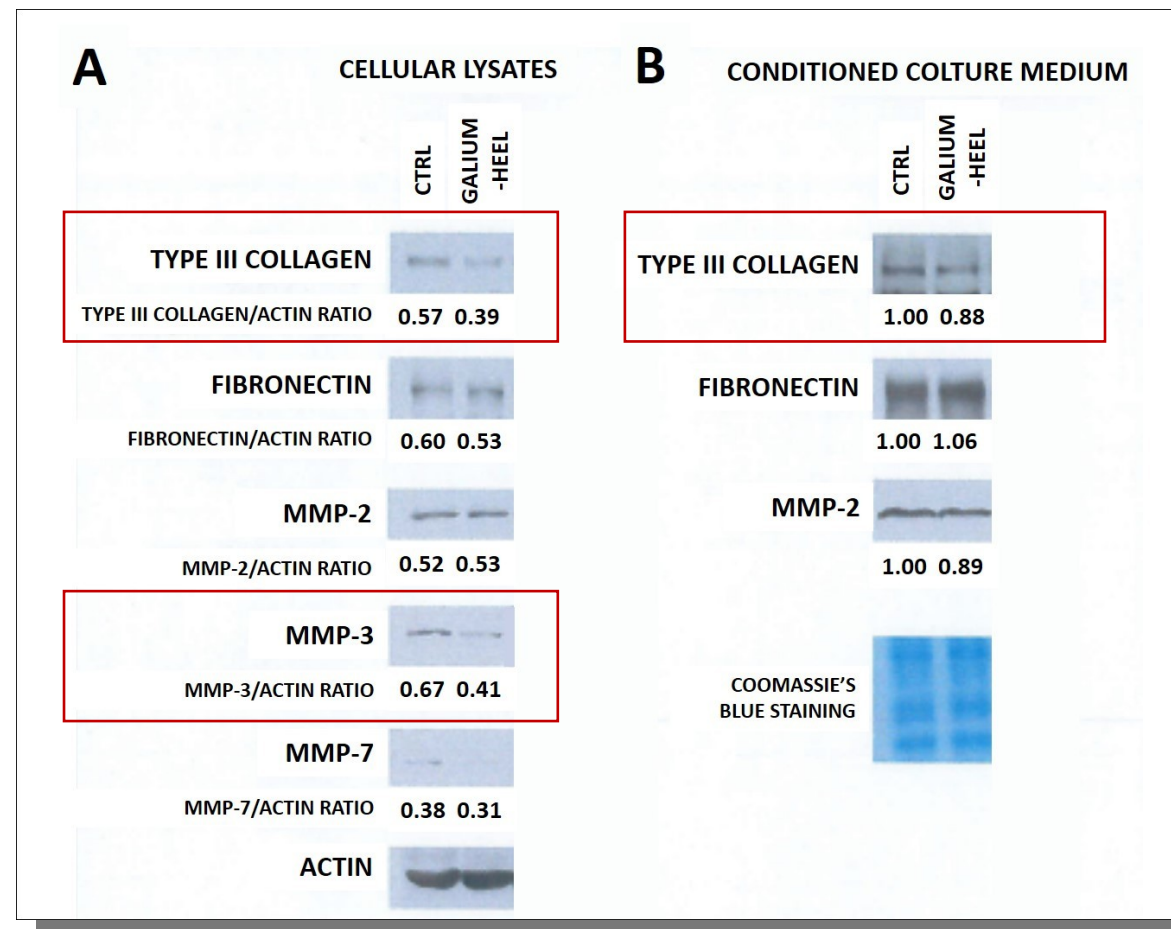 A
CELLULAR LYSATES
CTRL
GALIUM
-HEEL
TYPE III COLLAGEN
TYPE III COLLAGEN/ACTIN RATIO 0.57 0.39
FIBRONECTIN
FIBRONECTIN/ACTIN RATIO 0.60 0.53
MMP-2
MMP-2/ACTIN RATIO 0.52 0.53
MMP-3
MMP-3/ACTIN RATIO 0.67 0.41
MMP-7
MMP-7/ACTIN RATIO 0.38 0.31
ACTIN
B
CONDITIONED COLTURE MEDIUM
CTRL
GALIUM
-HEEL
TYPE III COLLAGEN
1.00 0.88
FIBRONECTIN
1.00 1.06
MMP-2
1.00 0.89
COOMASSIE'S
BLUE STAINING